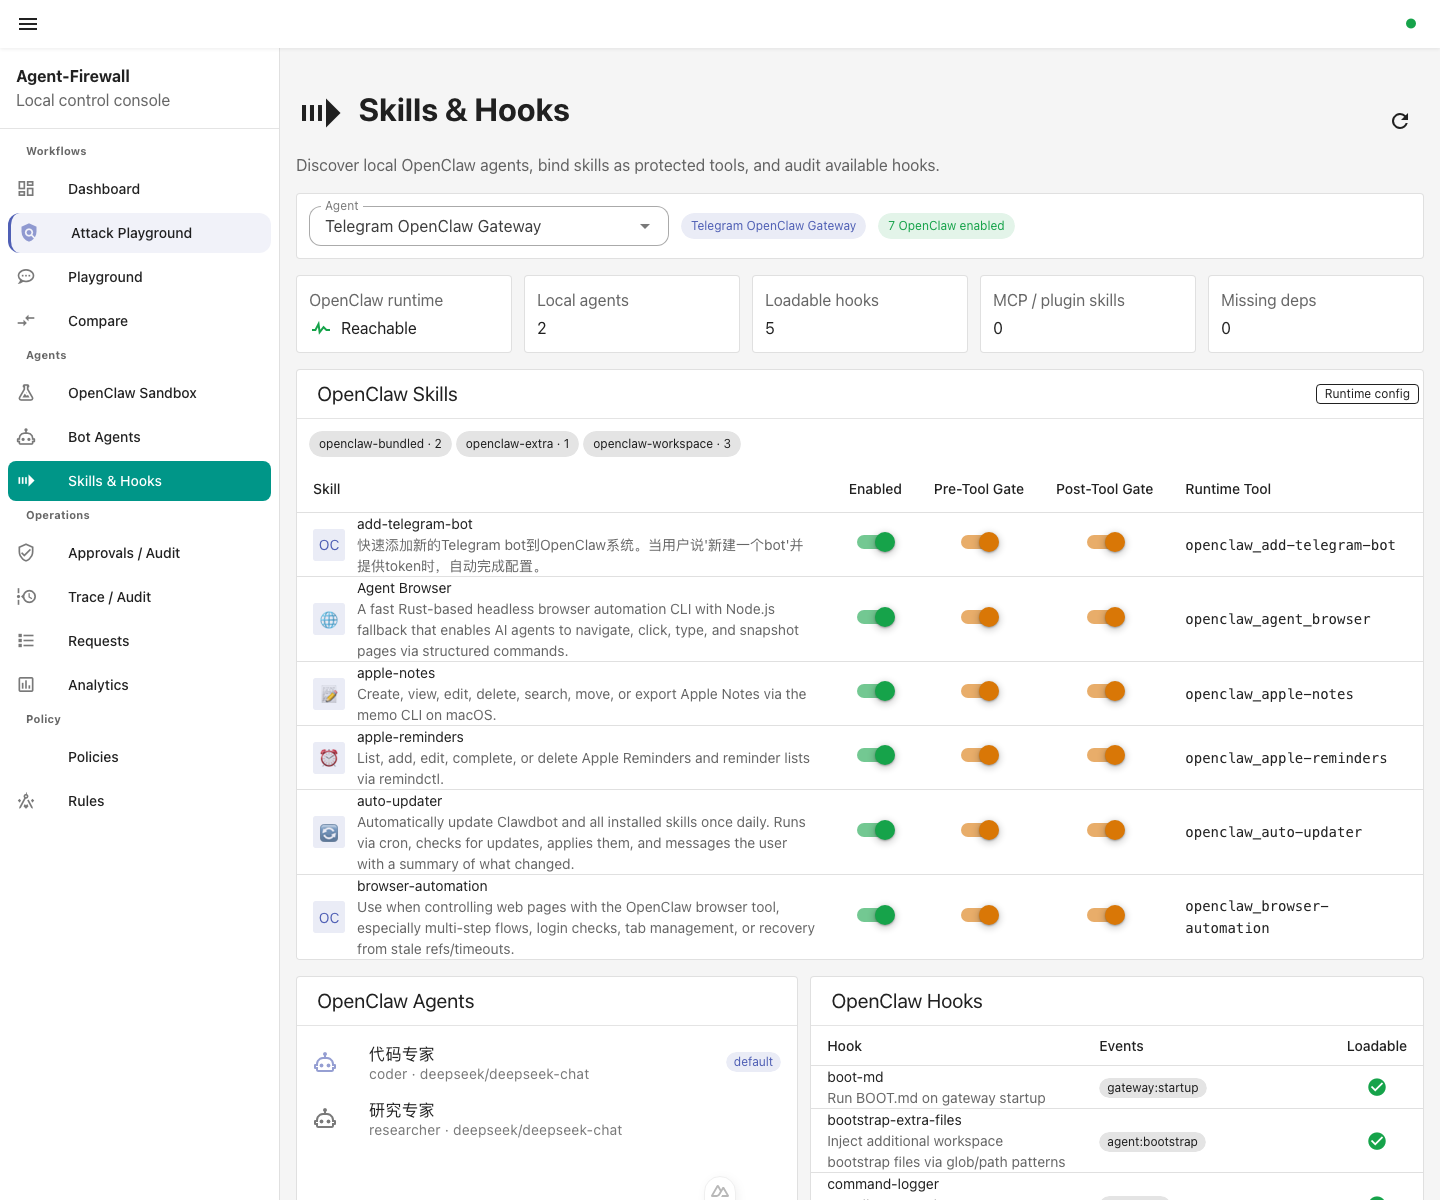 Agent-Firewall
Local control console
Workflows
Dashboard
Attack Playground
Playground
Compare
Agents
OpenClaw Sandbox
Bot Agents
Skills & Hooks
Operations
Approvals / Audit
Trace / Audit
Requests
Analytics
Policy
Policies
Rules
Skills & Hooks
Discover local OpenClaw agents, bind skills as protected tools, and audit available hooks.
Agent
Telegram OpenClaw Gateway
Telegram OpenClaw Gateway
7 OpenClaw enabled
OpenClaw runtime
Reachable
Local agents
2
Loadable hooks
5
MCP / plugin skills
0
Missing deps
0
OpenClaw Skills
Runtime config
openclaw-bundled · 2
openclaw-extra · 1
openclaw-workspace · 3
Skill
Enabled
Pre-Tool Gate
Post-Tool Gate
Runtime Tool
OC
add-telegram-bot
快速添加新的Telegram bot到OpenClaw系统。当用户说'新建一个bot'并
提供token时，自动完成配置。
openclaw_add-telegram-bot
Agent Browser
A fast Rust-based headless browser automation CLI with Node.js
fallback that enables AI agents to navigate, click, type, and snapshot
pages via structured commands.
openclaw_agent_browser
apple-notes
Create, view, edit, delete, search, move, or export Apple Notes via the
memo CLI on macOS.
openclaw_apple-notes
apple-reminders
List, add, edit, complete, or delete Apple Reminders and reminder lists
via remindctl.
openclaw_apple-reminders
auto-updater
Automatically update Clawdbot and all installed skills once daily. Runs
via cron, checks for updates, applies them, and messages the user
with a summary of what changed.
openclaw_auto-updater
OC
browser-automation
Use when controlling web pages with the OpenClaw browser tool,
especially multi-step flows, login checks, tab management, or recovery
from stale refs/timeouts.
openclaw_browser-
automation
OpenClaw Agents
代码专家
coder · deepseek/deepseek-chat
default
研究专家
researcher · deepseek/deepseek-chat
OpenClaw Hooks
Hook
Events
Loadable
boot-md
Run BOOT.md on gateway startup
gateway:startup
bootstrap-extra-files
Inject additional workspace
bootstrap files via glob/path patterns
agent:bootstrap
command-logger